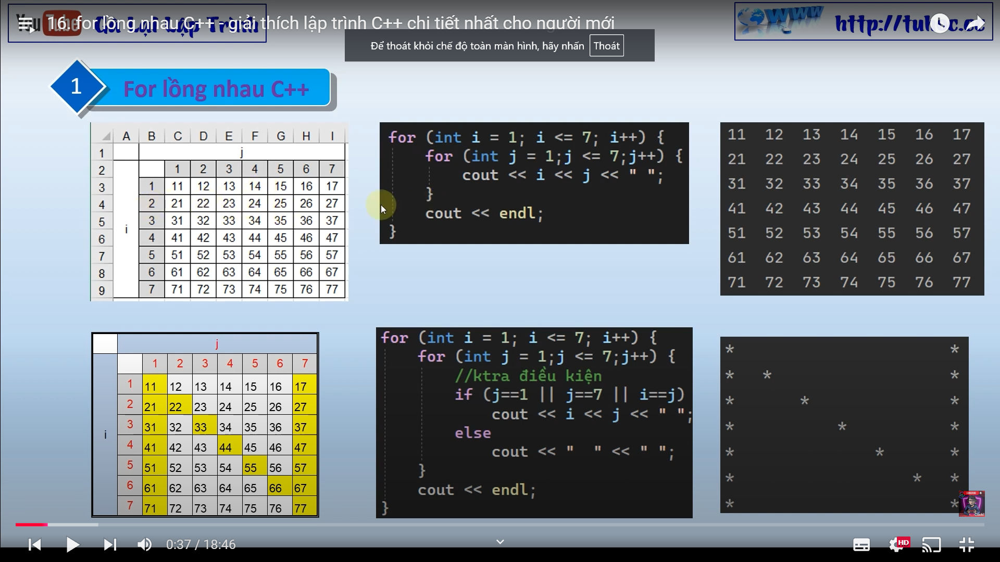 You Tube Gà Lại Lập Trình
16. for lồng nhau C++ - giải thích lập trình C++ chi tiết nhất cho người mới
www
Để thoát khỏi chế độ toàn màn hình, hãy nhấn Thoát
1
For lồng nhau C++
A B C D E F G H I
1 j
2 1 2 3 4 5 6 7
3 1 11 12 13 14 15 16 17
4 2 21 22 23 24 25 26 27
5 3 31 32 33 34 35 36 37
i
6 4 41 42 43 44 45 46 47
7 5 51 52 53 54 55 56 57
8 6 61 62 63 64 65 66 67
9 7 71 72 73 74 75 76 77
for (int i = 1; i <= 7; i++) {
for (int j = 1;j <= 7;j++) {
cout << i << j << " ";
}
cout << endl;
}
11 12 13 14 15 16 17
21 22 23 24 25 26 27
31 32 33 34 35 36 37
41 42 43 44 45 46 47
51 52 53 54 55 56 57
61 62 63 64 65 66 67
71 72 73 74 75 76 77
j
1 2 3 4 5 6 7
1 11 12 13 14 15 16 17
2 21 22 23 24 25 26 27
3 31 32 33 34 35 36 37
i
4 41 42 43 44 45 46 47
5 51 52 53 54 55 56 57
6 61 62 63 64 65 66 67
7 71 72 73 74 75 76 77
for (int i = 1; i <= 7; i++) {
for (int j = 1;j <= 7;j++) {
//ktra điều kiện
if (j==1 || j==7 || i==j)
cout << i << j << " ";
else
cout << "  " << " ";
}
cout << endl;
}
* *
* * *
* * *
* * *
* * *
* * *
* *
0:37 / 18:46
HD